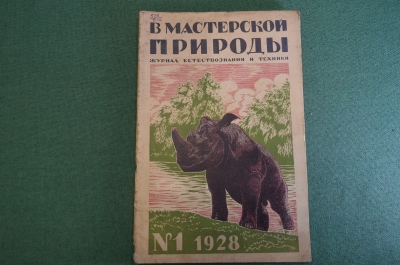 В МАСТЕРСКОЙ
ПРИРОДЫ
ЖУРНАЛ ЕСТЕСТВОЗНАНИЯ И ТЕХНИКИ
№1 1928